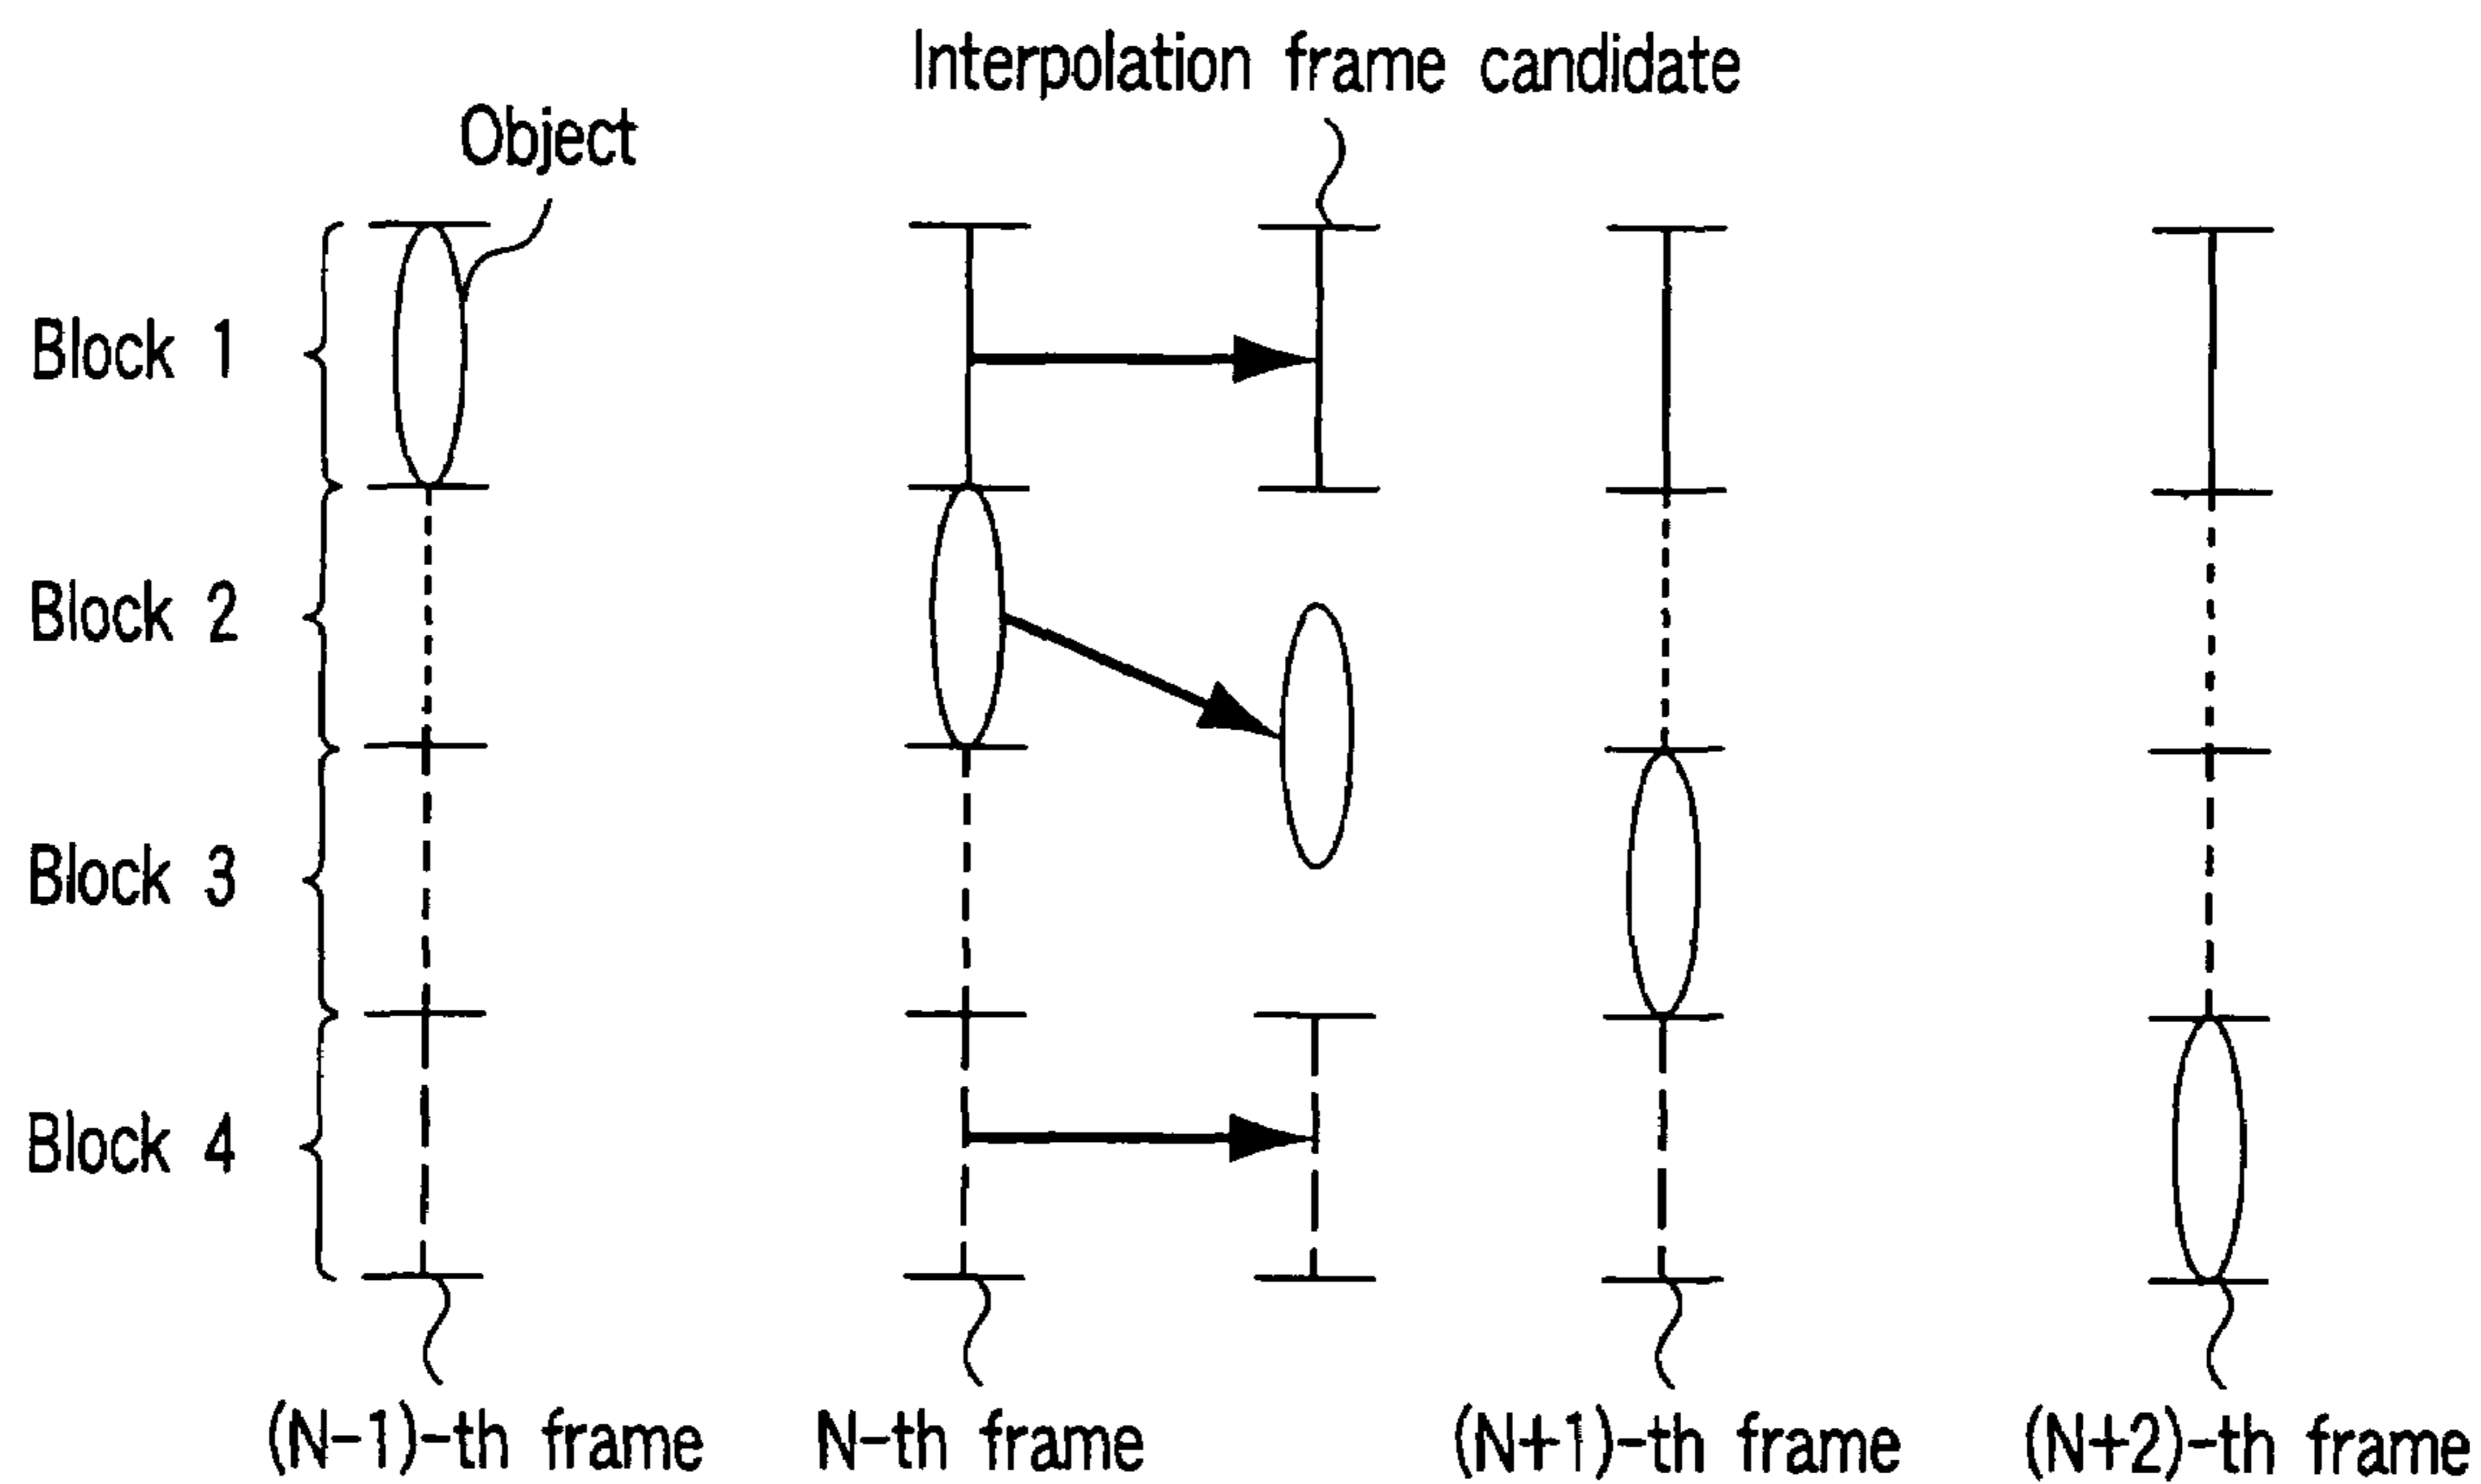 Interpolation frame candidate
Object
Block 1
Block 2
Block 3
Block 4
(N-1)-th frame
N-th frame
(N+1)-th frame
(N+2)-th frame